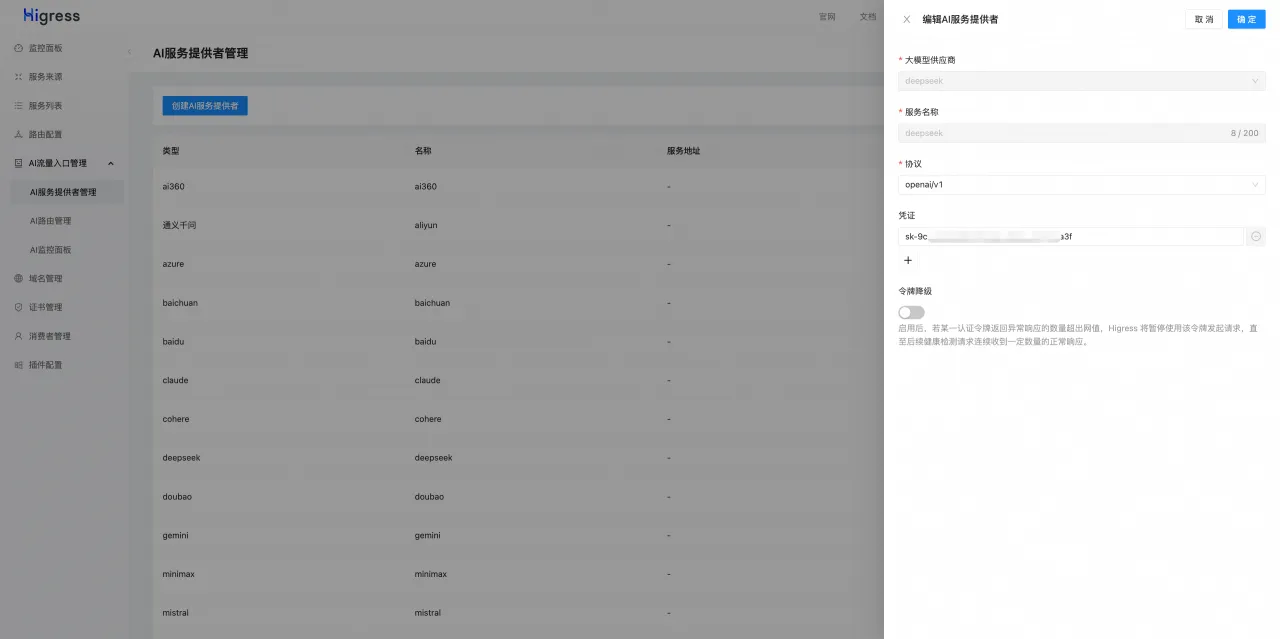 Higress
官网
文档
监控面板
服务来源
服务列表
路由配置
AI流量入口管理
AI服务提供者管理
AI路由管理
AI监控面板
域名管理
证书管理
消费者管理
插件配置
AI服务提供者管理
创建AI服务提供者
类型 名称 服务地址
ai360 ai360 -
通义千问 aliyun -
azure azure -
baichuan baichuan -
baidu baidu -
claude claude -
cohere cohere -
deepseek deepseek -
doubao doubao -
gemini gemini -
minimax minimax -
mistral mistral -
编辑AI服务提供者
取 消
确 定
* 大模型供应商
deepseek
* 服务名称
deepseek 8 / 200
* 协议
openai/v1
凭证
sk-9c a3f
令牌降级
启用后，若某一认证令牌返回异常响应的数量超出网值，Higress 将暂停使用该令牌发起请求，直
至后续健康检测请求连续收到一定数量的正常响应。